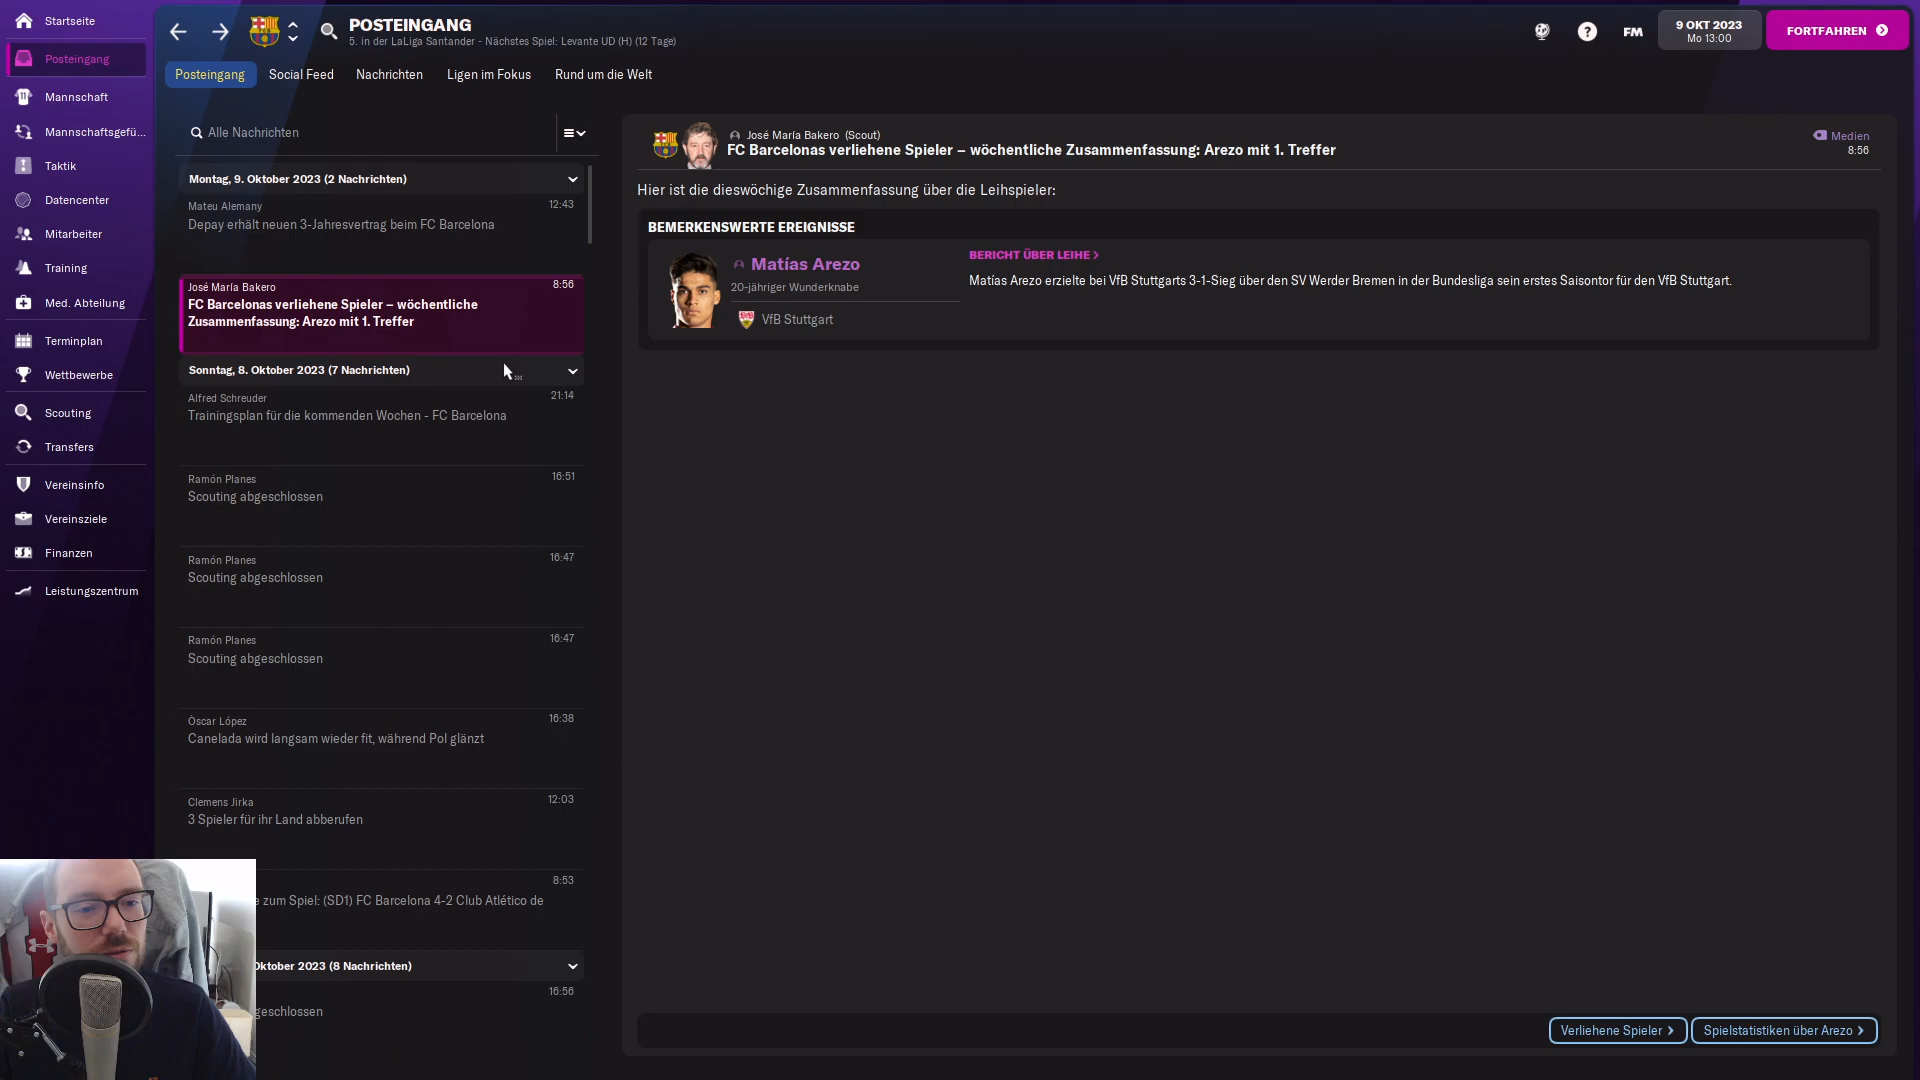 Startseite
Posteingang
Mannschaft
Mannschaftsgefü...
Taktik
Datencenter
Mitarbeiter
Training
Med. Abteilung
Terminplan
Wettbewerbe
Scouting
Transfers
Vereinsinfo
Vereinsziele
Finanzen
Leistungszentrum
POSTEINGANG
5. in der LaLiga Santander - Nächstes Spiel: Levante UD (H) (12 Tage)
FM
9 OKT 2023
Mo 13:00
FORTFAHREN
Posteingang
Social Feed
Nachrichten
Ligen im Fokus
Rund um die Welt
Alle Nachrichten
Montag, 9. Oktober 2023 (2 Nachrichten)
Mateu Alemany
12:43
Depay erhält neuen 3-Jahresvertrag beim FC Barcelona
José María Bakero
8:56
FC Barcelonas verliehene Spieler – wöchentliche
Zusammenfassung: Arezo mit 1. Treffer
Sonntag, 8. Oktober 2023 (7 Nachrichten)
Alfred Schreuder
21:14
Trainingsplan für die kommenden Wochen - FC Barcelona
Ramón Planes
16:51
Scouting abgeschlossen
Ramón Planes
16:47
Scouting abgeschlossen
Ramón Planes
16:47
Scouting abgeschlossen
Òscar López
16:38
Canelada wird langsam wieder fit, während Pol glänzt
Clemens Jirka
12:03
3 Spieler für ihr Land abberufen
8:53
zum Spiel: (SD1) FC Barcelona 4-2 Club Atlético de
Oktober 2023 (8 Nachrichten)
16:56
geschlossen
José María Bakero (Scout)
FC Barcelonas verliehene Spieler – wöchentliche Zusammenfassung: Arezo mit 1. Treffer
Medien
8:56
Hier ist die dieswöchige Zusammenfassung über die Leihspieler:
BEMERKENSWERTE EREIGNISSE
Matías Arezo
20-jähriger Wunderknabe
VfB Stuttgart
BERICHT ÜBER LEIHE
Matías Arezo erzielte bei VfB Stuttgarts 3-1-Sieg über den SV Werder Bremen in der Bundesliga sein erstes Saisontor für den VfB Stuttgart.
Verliehene Spieler
Spielstatistiken über Arezo